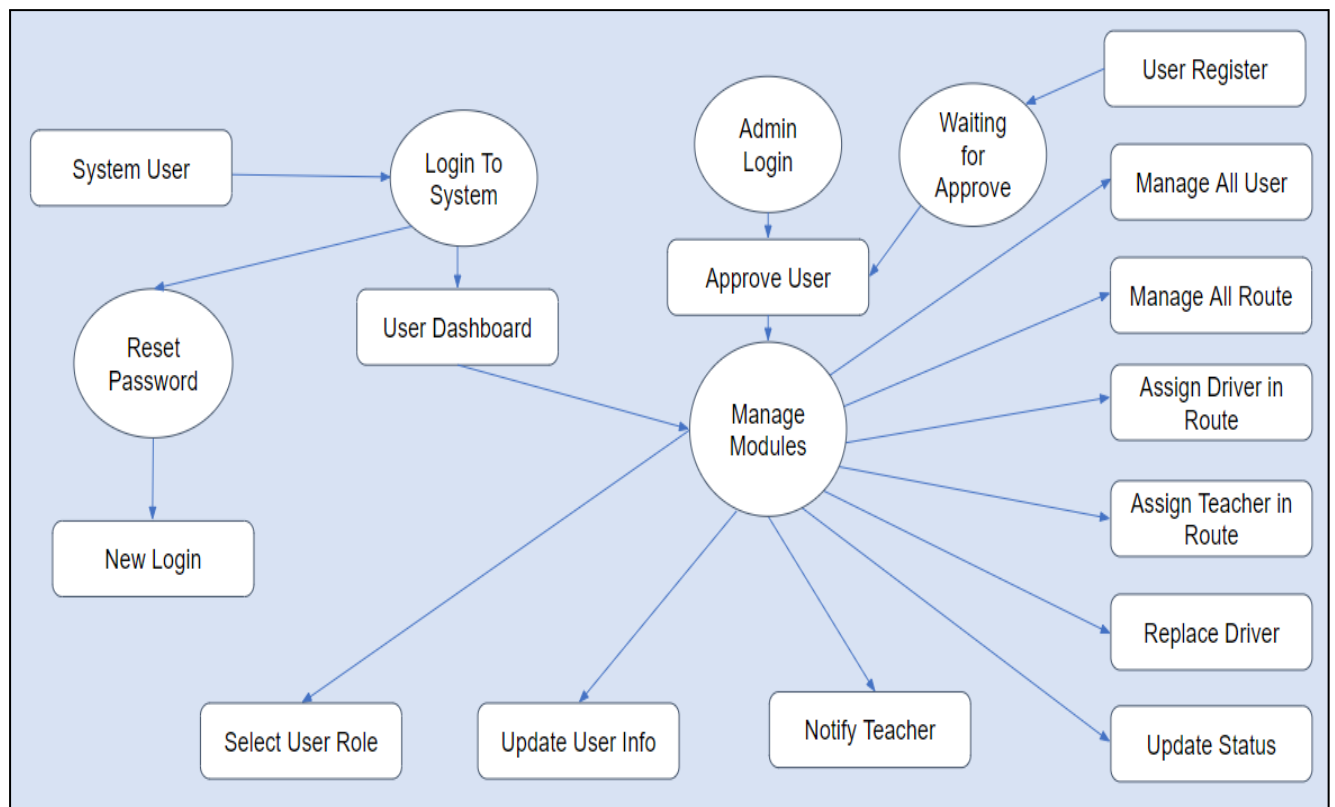 User Register
Admin
Login
Waiting
for
Approve
System User
Login To
System
Manage All User
Approve User
Manage All Route
User Dashboard
Reset
Password
Manage
Modules
Assign Driver in
Route
Assign Teacher in
Route
New Login
Replace Driver
Select User Role
Update User Info
Notify Teacher
Update Status